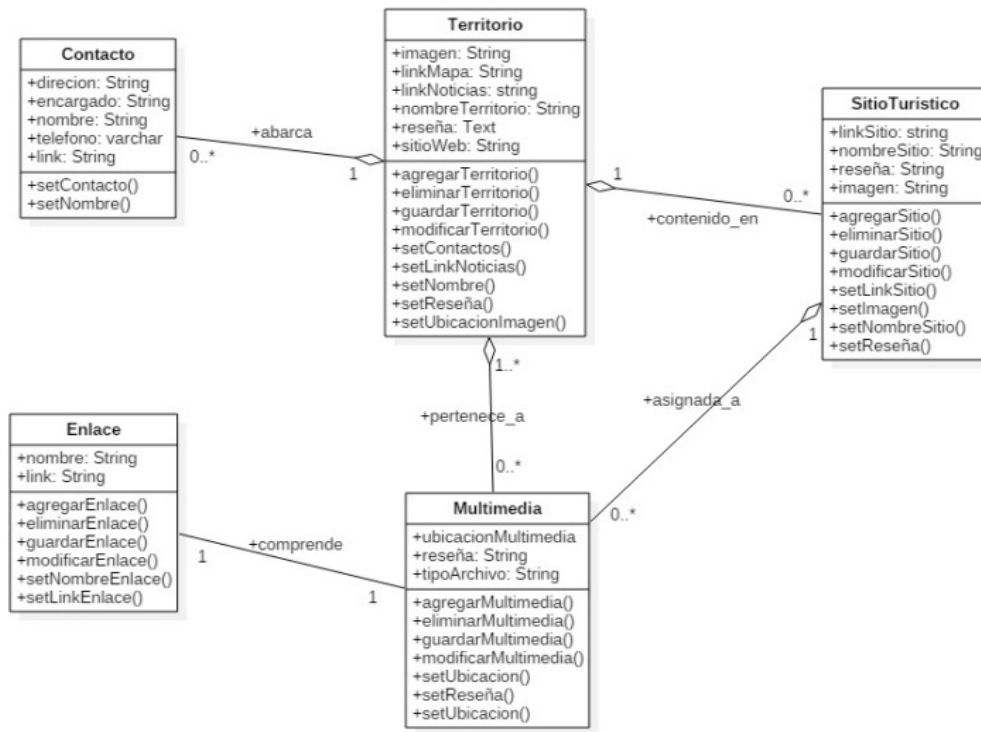 Contacto
+direcion: String
+encargado: String
+nombre: String
+telefono: varchar
+link: String
+setContacto()
+setNombre()
+abarca
0..*
1
Territorio
+imagen: String
+linkMapa: String
+linkNoticias: string
+nombreTerritorio: String
+reseña: Text
+sitioWeb: String
+agregarTerritorio()
+eliminarTerritorio()
+guardarTerritorio()
+modificarTerritorio()
+setContactos()
+setLinkNoticias()
+setNombre()
+setReseña()
+setUbicacionImagen()
1
+contenido_en
0..*
SitioTuristico
+linkSitio: string
+nombreSitio: String
+reseña: String
+imagen: String
+agregarSitio()
+eliminarSitio()
+guardarSitio()
+modificarSitio()
+setLinkSitio()
+setImagen()
+setNombreSitio()
+setReseña()
1..*
+pertenece_a
0..*
1
+asignada_a
0..*
Enlace
+nombre: String
+link: String
+agregarEnlace()
+eliminarEnlace()
+guardarEnlace()
+modificarEnlace()
+setNombreEnlace()
+setLinkEnlace()
+comprende
1
1
Multimedia
+ubicacionMultimedia
+reseña: String
+tipoArchivo: String
+agregarMultimedia()
+eliminarMultimedia()
+guardarMultimedia()
+modificarMultimedia()
+setUbicacion()
+setReseña()
+setUbicacion()